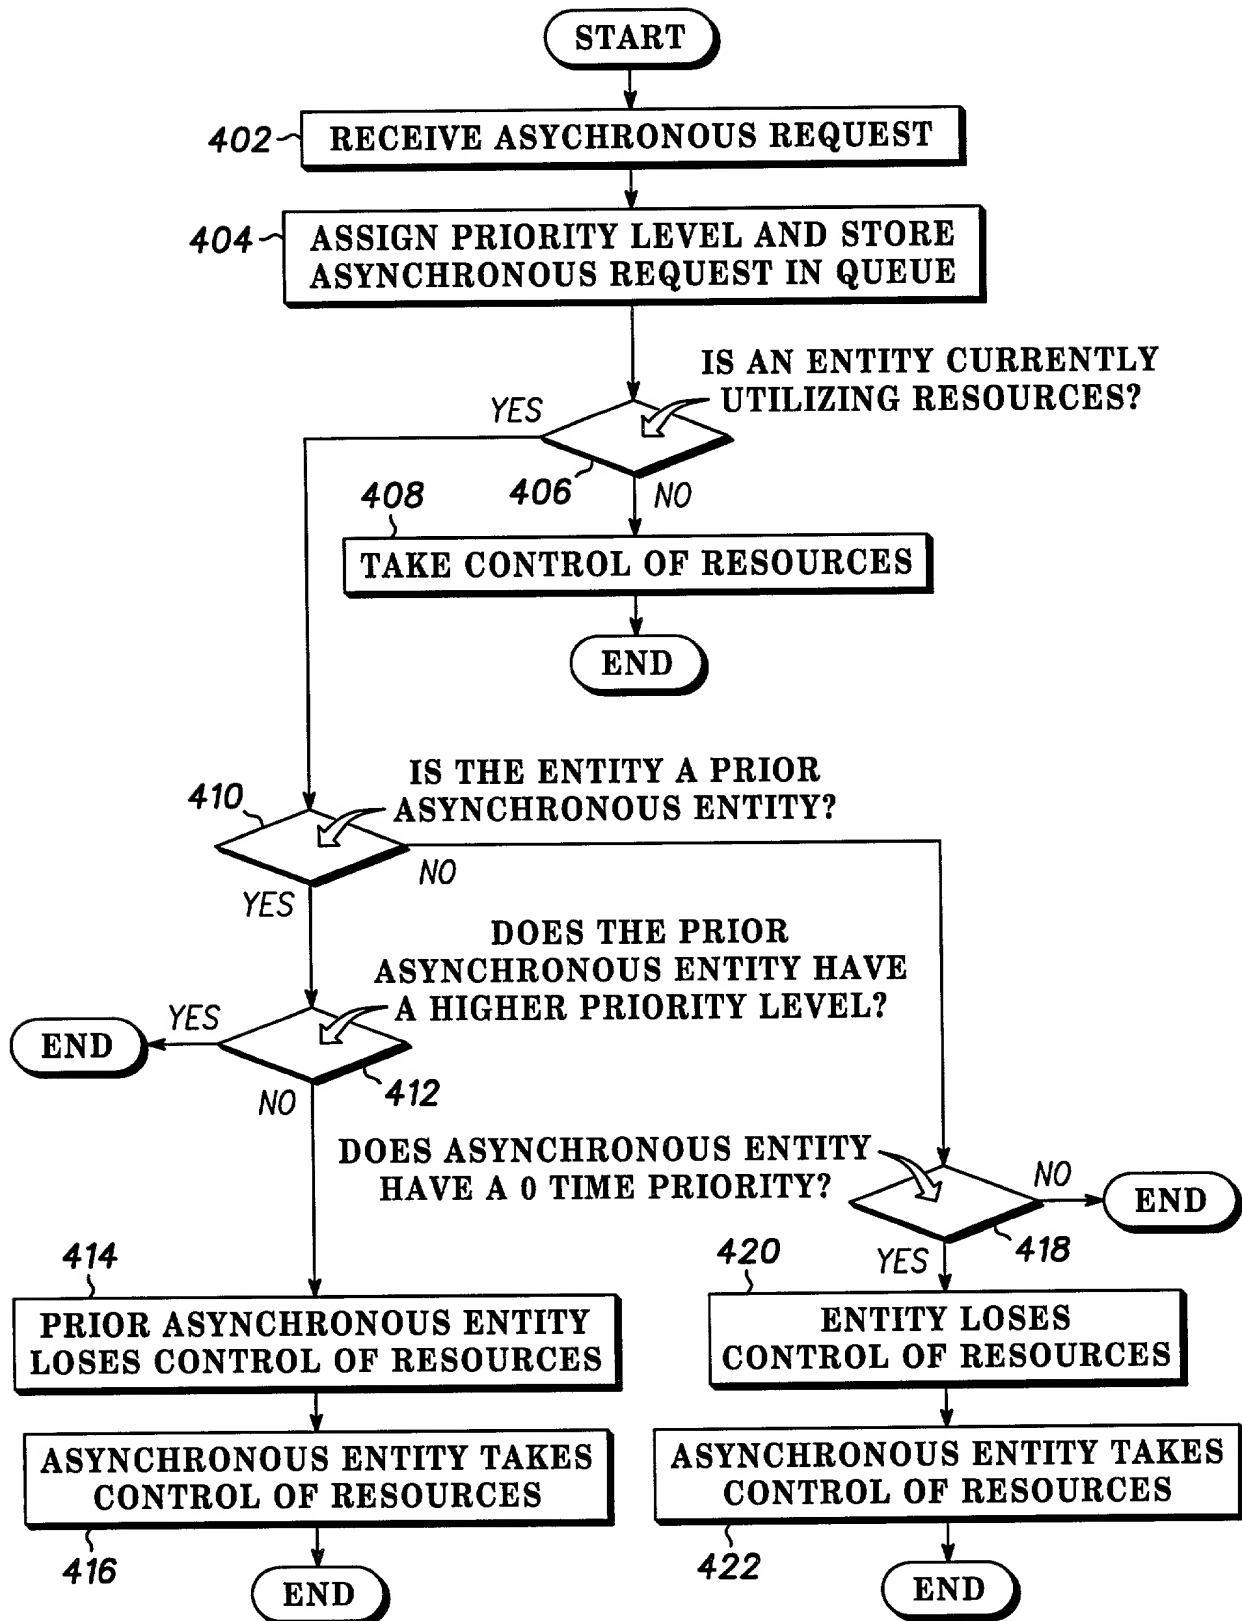 START
402
RECEIVE ASYCHRONOUS REQUEST
404
ASSIGN PRIORITY LEVEL AND STORE
ASYNCHRONOUS REQUEST IN QUEUE
IS AN ENTITY CURRENTLY
UTILIZING RESOURCES?
YES
406
NO
408
TAKE CONTROL OF RESOURCES
END
IS THE ENTITY A PRIOR
ASYNCHRONOUS ENTITY?
410
NO
YES
DOES THE PRIOR
ASYNCHRONOUS ENTITY HAVE
A HIGHER PRIORITY LEVEL?
YES
END
412
NO
DOES ASYNCHRONOUS ENTITY
HAVE A 0 TIME PRIORITY?
NO
END
418
YES
414
PRIOR ASYNCHRONOUS ENTITY
LOSES CONTROL OF RESOURCES
420
ENTITY LOSES
CONTROL OF RESOURCES
ASYNCHRONOUS ENTITY TAKES
CONTROL OF RESOURCES
416
END
ASYNCHRONOUS ENTITY TAKES
CONTROL OF RESOURCES
422
END